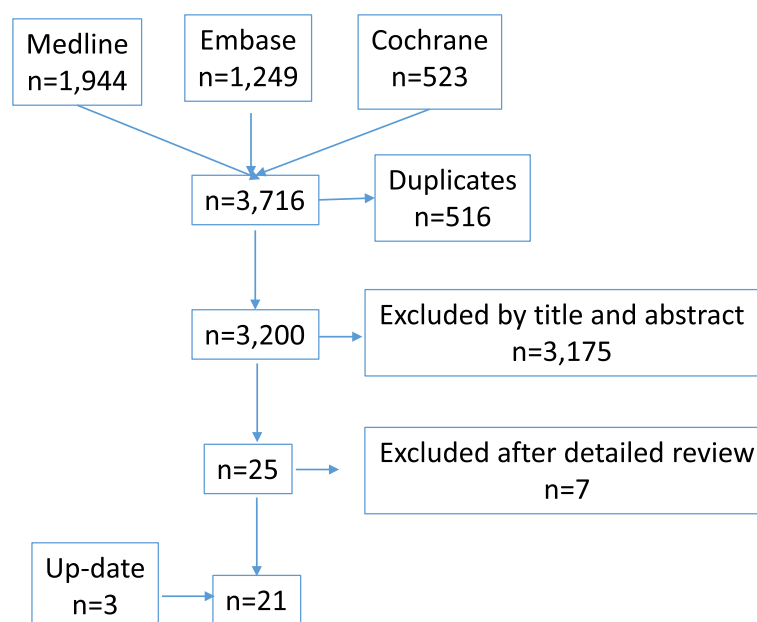 Medline
n=1,944
Embase
n=1,249
Cochrane
n=523
n=3,716
Duplicates
n=516
n=3,200
Excluded by title and abstract
n=3,175
n=25
Excluded after detailed review
n=7
Up-date
n=3
n=21